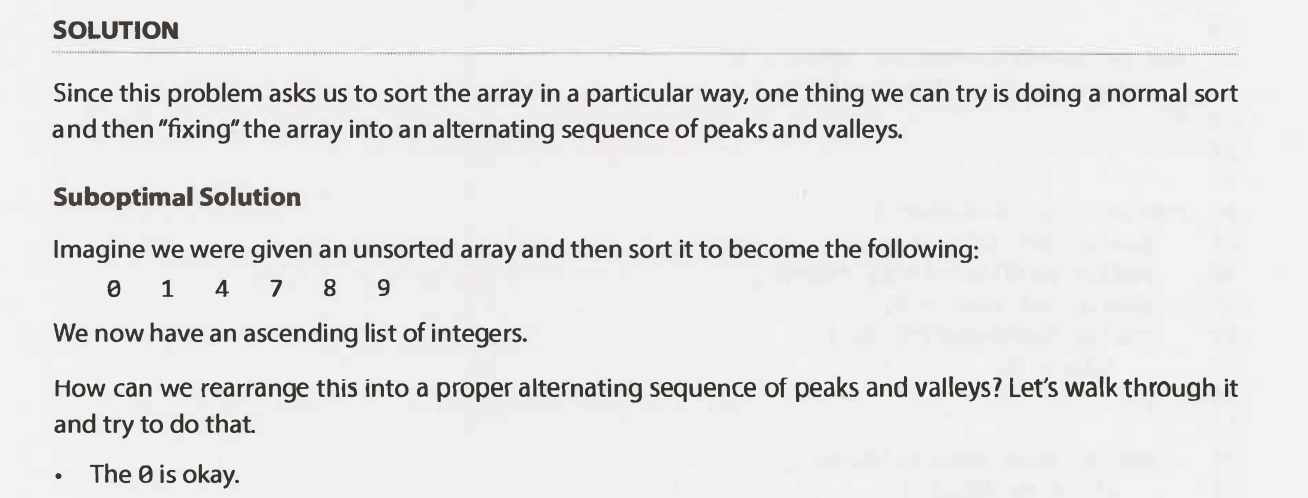 SOLUTION
Since this problem asks us to sort the array in a particular way, one thing we can try is doing a normal sort
and then "fixing" the array into an alternating sequence of peaks and valleys.
Suboptimal Solution
Imagine we were given an unsorted array and then sort it to become the following:
0 1 4 7 8 9
We now have an ascending list of integers.
How can we rearrange this into a proper alternating sequence of peaks and valleys? Let's walk through it
and try to do that.
• The 0 is okay.